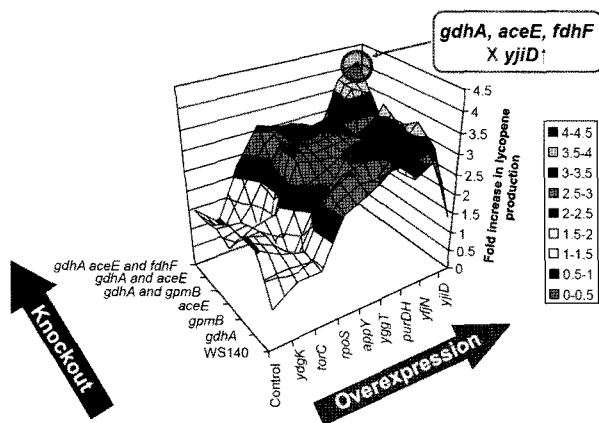 gdhA, aceE, fdhF
X yjiD↑
4.5
4
3.5
3
2.5
2
1.5
1
0.5
0
Fold increase in lycopene
production
4-4.5
3.5-4
3-3.5
2.5-3
2-2.5
1.5-2
1-1.5
0.5-1
0-0.5
gdhA aceE and fdhF
gdhA and aceE
gdhA and gpmB
aceE
gpmB
gdhA
WS140
Control
ydgK
torC
rpoS
appY
yggT
purDH
yfjN
yjiD
Knockout
Overexpression